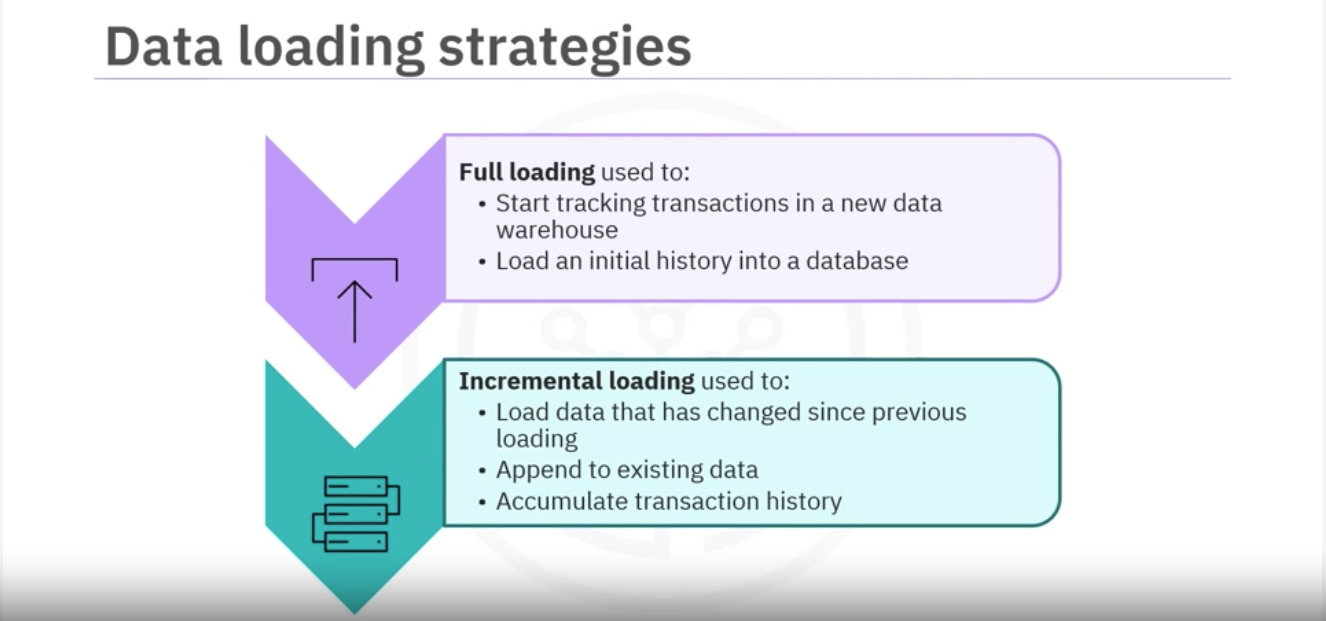 Data loading strategies
Full loading used to:
• Start tracking transactions in a new data
warehouse
• Load an initial history into a database
Incremental loading used to:
• Load data that has changed since previous
loading
• Append to existing data
• Accumulate transaction history